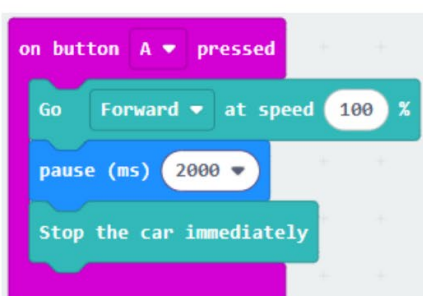 on button A pressed
Go Forward at speed 100 %
pause (ms) 2000
Stop the car immediately